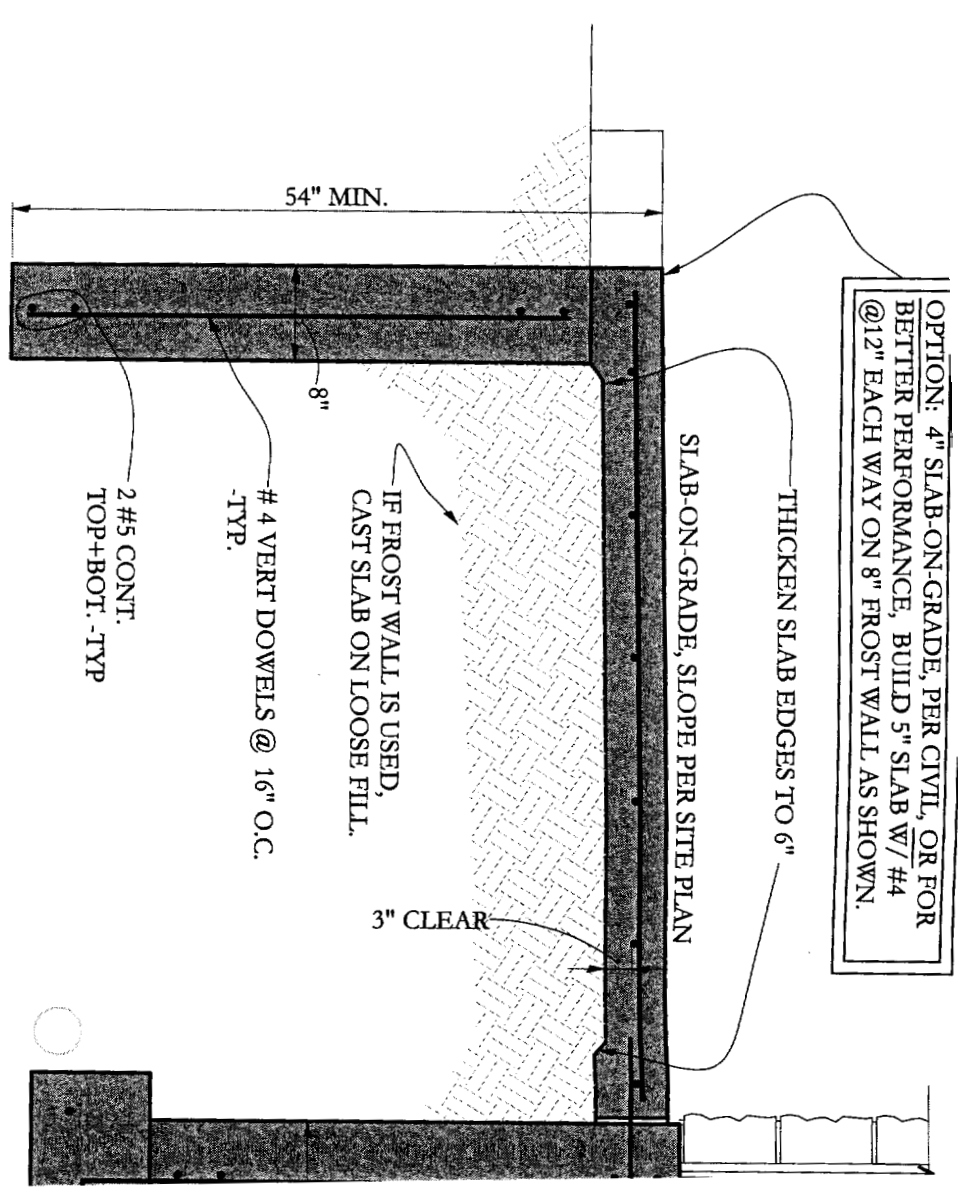 OPTION: 4" SLAB-ON-GRADE, PER CIVIL, OR FOR
BETTER PERFORMANCE, BUILD 5" SLAB W/ #4
@12" EACH WAY ON 8" FROST WALL AS SHOWN.
THICKEN SLAB EDGES TO 6"
SLAB-ON-GRADE, SLOPE PER SITE PLAN
54" MIN.
8"
3" CLEAR
IF FROST WALL IS USED,
CAST SLAB ON LOOSE FILL.
# 4 VERT DOWELS @ 16" O.C.
-TYP.
2 #5 CONT.
TOP+BOT. -TYP